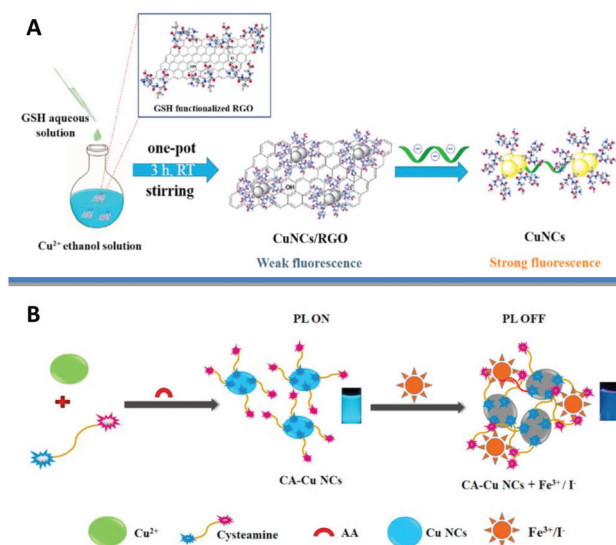 A
GSH functionalized RGO
GSH aqueous
solution
one-pot
3 h, RT
stirring
Cu²⁺ ethanol solution
CuNCs/RGO
CuNCs
Weak fluorescence
Strong fluorescence
B
PL ON
PL OFF
AA
CA-Cu NCs
CA-Cu NCs + Fe³⁺/ I⁻
Cu²⁺
Cysteamine
AA
Cu NCs
Fe³⁺/I⁻